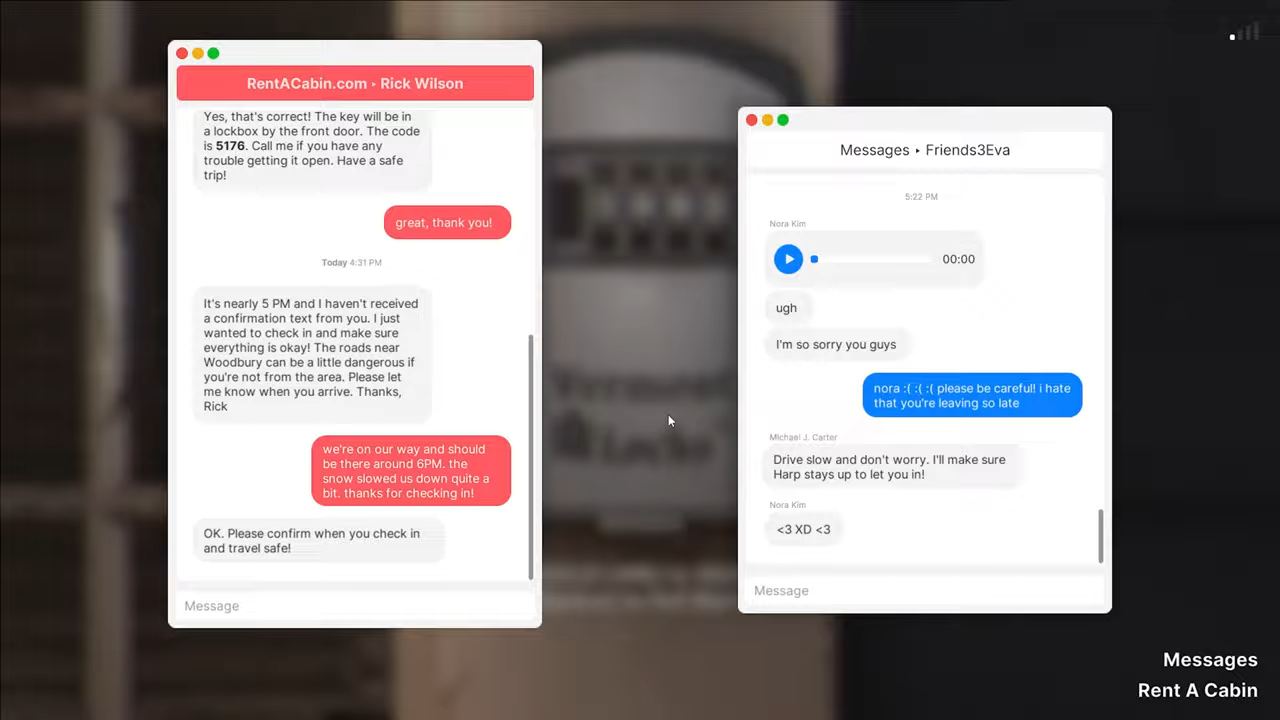 RentACabin.com ▸ Rick Wilson
Yes, that's correct! The key will be in
a lockbox by the front door. The code
is 5176. Call me if you have any
trouble getting it open. Have a safe
trip!
great, thank you!
Today 4:31 PM
It's nearly 5 PM and I haven't received
a confirmation text from you. I just
wanted to check in and make sure
everything is okay! The roads near
Woodbury can be a little dangerous if
you're not from the area. Please let
me know when you arrive. Thanks,
Rick
we're on our way and should
be there around 6PM. the
snow slowed us down quite a
bit. thanks for checking in!
OK. Please confirm when you check in
and travel safe!
Message
Messages ▸ Friends3Eva
5:22 PM
Nora Kim
00:00
ugh
I'm so sorry you guys
nora :( :( :( please be careful! i hate
that you're leaving so late
Michael J. Carter
Drive slow and don't worry. I'll make sure
Harp stays up to let you in!
Nora Kim
<3 XD <3
Message
Messages
Rent A Cabin